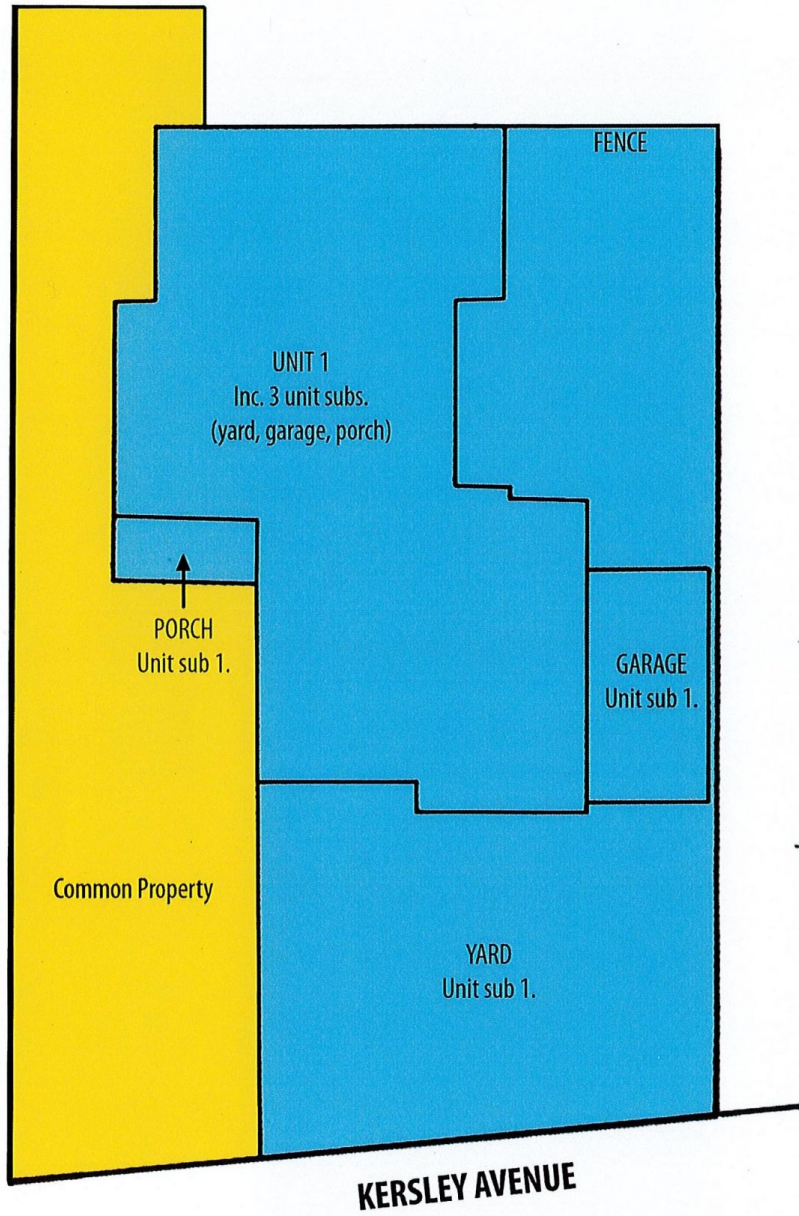 FENCE
UNIT 1
Inc. 3 unit subs.
(yard, garage, porch)
PORCH
Unit sub 1.
GARAGE
Unit sub 1.
Common Property
YARD
Unit sub 1.
KERSLEY AVENUE